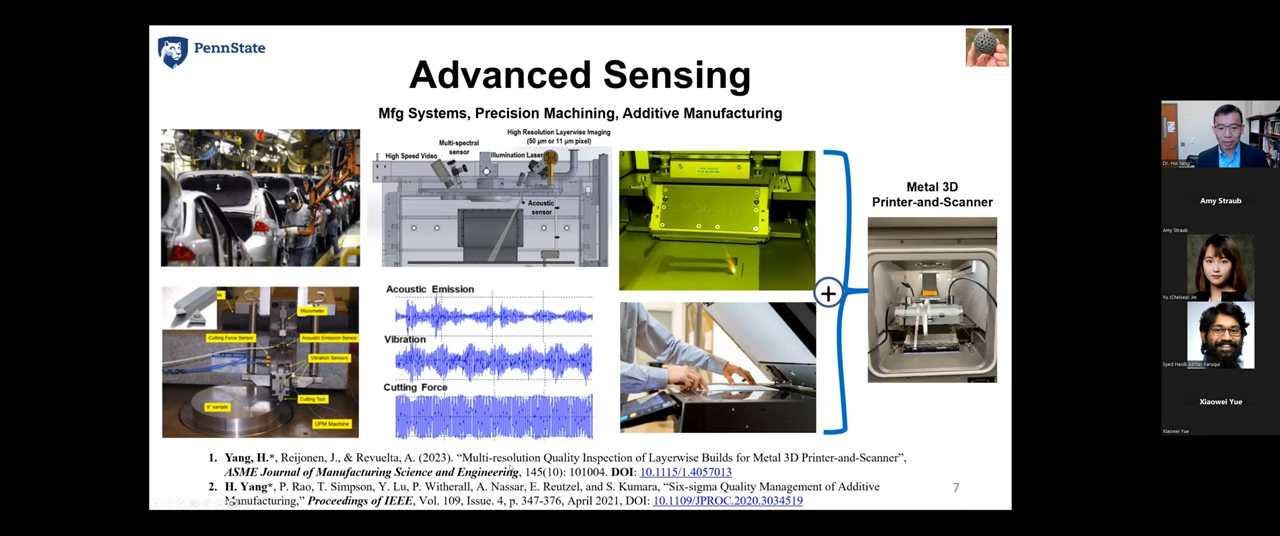 PennState
Advanced Sensing
Mfg Systems, Precision Machining, Additive Manufacturing
High Speed Video
Multi-spectral
sensor
High Resolution Layerwise Imaging
(50 µm or 11 µm pixel)
Illumination Laser
Acoustic
sensor
Metal 3D
Printer-and-Scanner
Micrometer
Cutting Force Sensor
Acoustic Emission Sensor
Vibration Sensors
Cutting Tool
6" sample
UPM Machine
Acoustic Emission
Vibration
Cutting Force
+
1. Yang, H.*, Reijonen, J., & Revuelta, A. (2023). “Multi-resolution Quality Inspection of Layerwise Builds for Metal 3D Printer-and-Scanner”,
ASME Journal of Manufacturing Science and Engineering, 145(10): 101004. DOI: 10.1115/1.4057013
2. H. Yang*, P. Rao, T. Simpson, Y. Lu, P. Witherall, A. Nassar, E. Reutzel, and S. Kumara, “Six-sigma Quality Management of Additive
Manufacturing,” Proceedings of IEEE, Vol. 109, Issue. 4, p. 347-376, April 2021, DOI: 10.1109/JPROC.2020.3034519
7
Dr. Hui Yang
Amy Straub
Amy Straub
Yu (Chelsea) Jin
Syed Hasib Akhter Faruqui
Xiaowei Yue
Xiaowei Yue